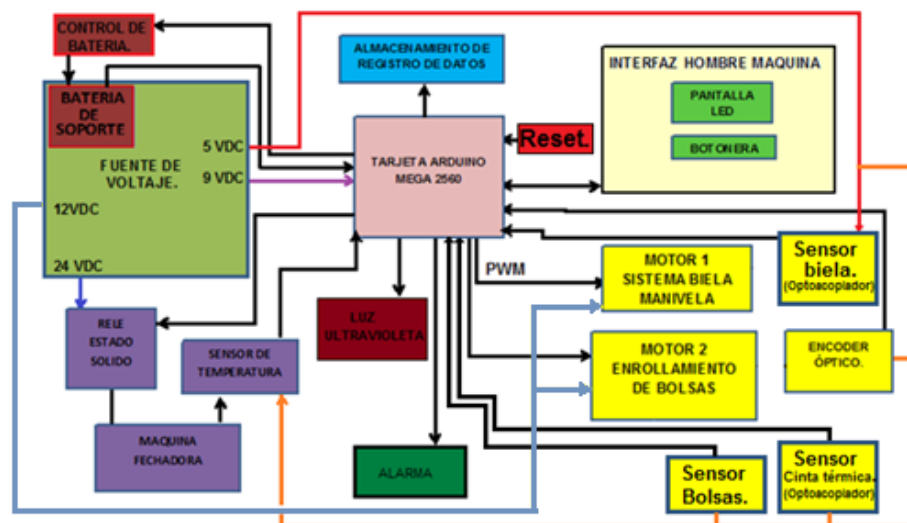 CONTROL DE
BATERIA.
BATERIA
DE
SOPORTE
FUENTE DE
VOLTAJE.
5 VDC
9 VDC
12VDC
24 VDC
ALMACENAMIENTO DE
REGISTRO DE DATOS
TARJETA ARDUINO
MEGA 2560
Reset.
INTERFAZ HOMBRE MAQUINA
PANTALLA
LED
BOTONERA
PWM
MOTOR 1
SISTEMA BIELA
MANIVELA
Sensor
biela.
(Optoacopiador)
RELE
ESTADO
SOLIDO
SENSOR DE
TEMPERATURA
LUZ
ULTRAVIOLETA
MOTOR 2
ENROLLAMIENTO
DE BOLSAS
ENCODER
ÓPTICO.
MAQUINA
FECHADORA
ALARMA
Sensor
Bolsas.
Sensor
Cinta térmica.
(Optoacopiador)